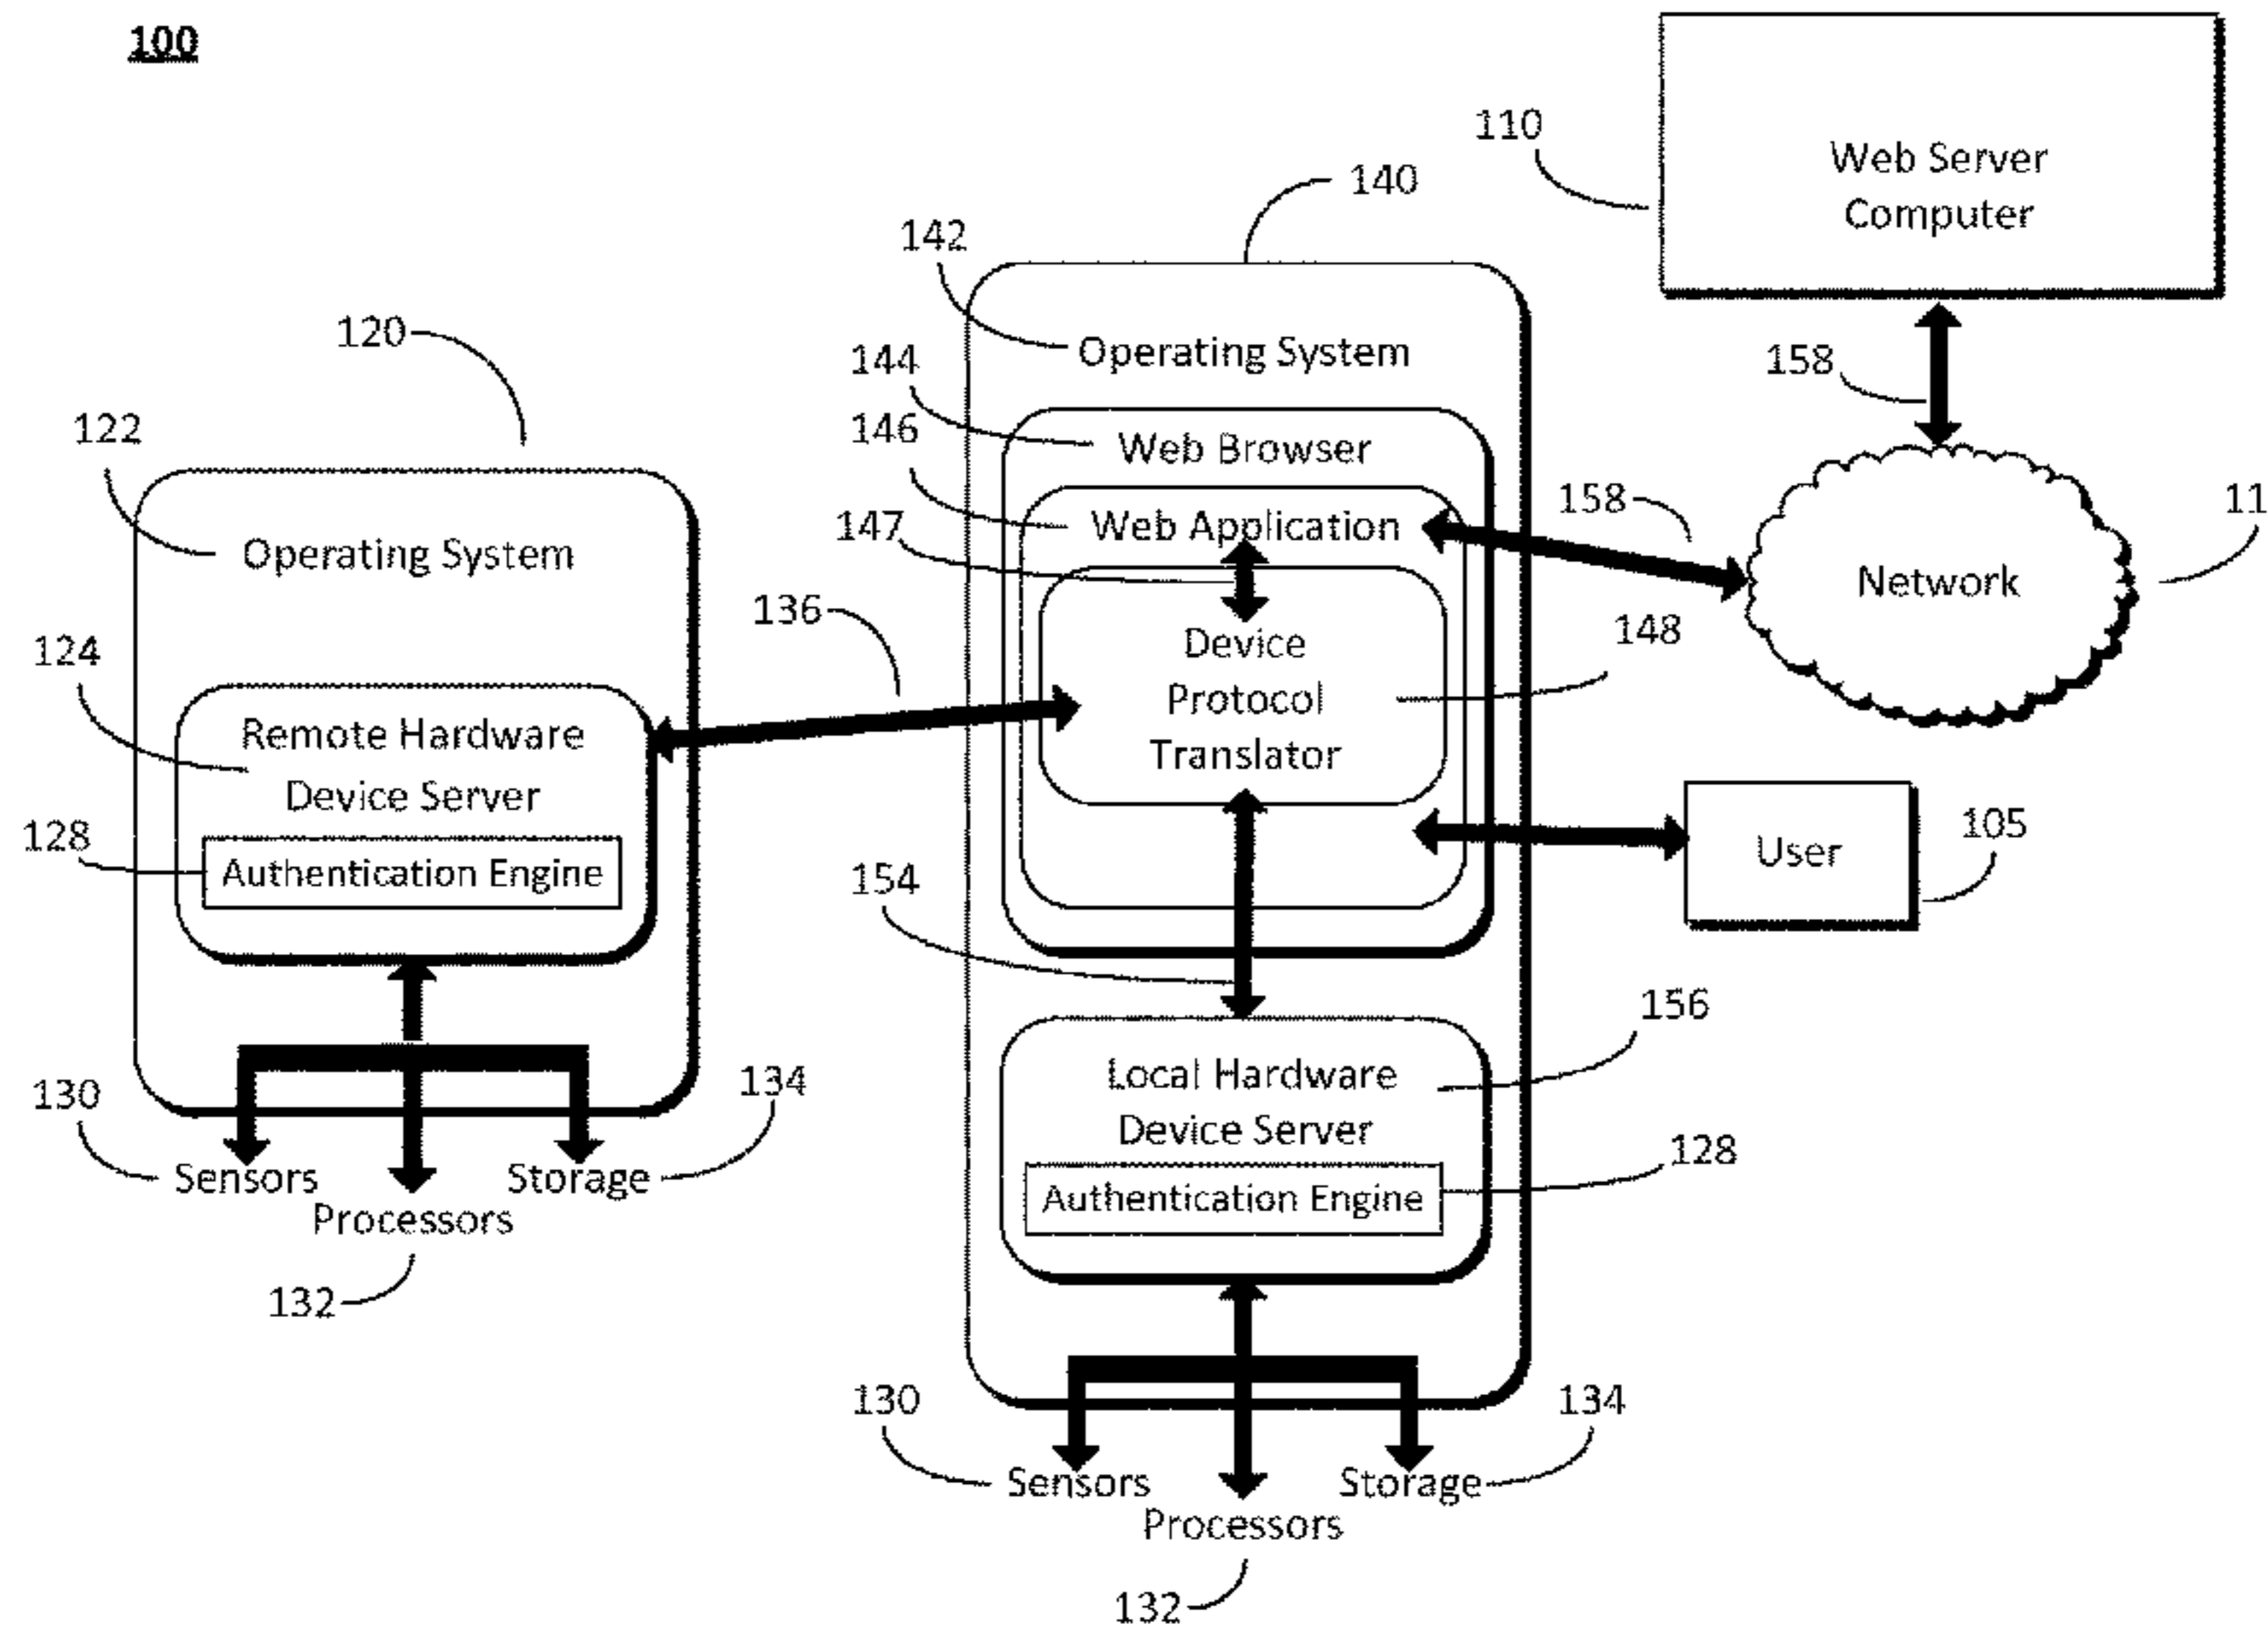 100
110
Web Server
Computer
140
142
120
Operating System
144
158
122
146
Web Browser
158
11
147
Web Application
Operating System
Network
136
Device
148
124
Protocol
Remote Hardware
Translator
Device Server
105
128
User
Authentication Engine
154
156
Local Hardware
130
134
Device Server
128
Sensors
Storage
Authentication Engine
Processors
132
130
134
Sensors
Storage
Processors
132